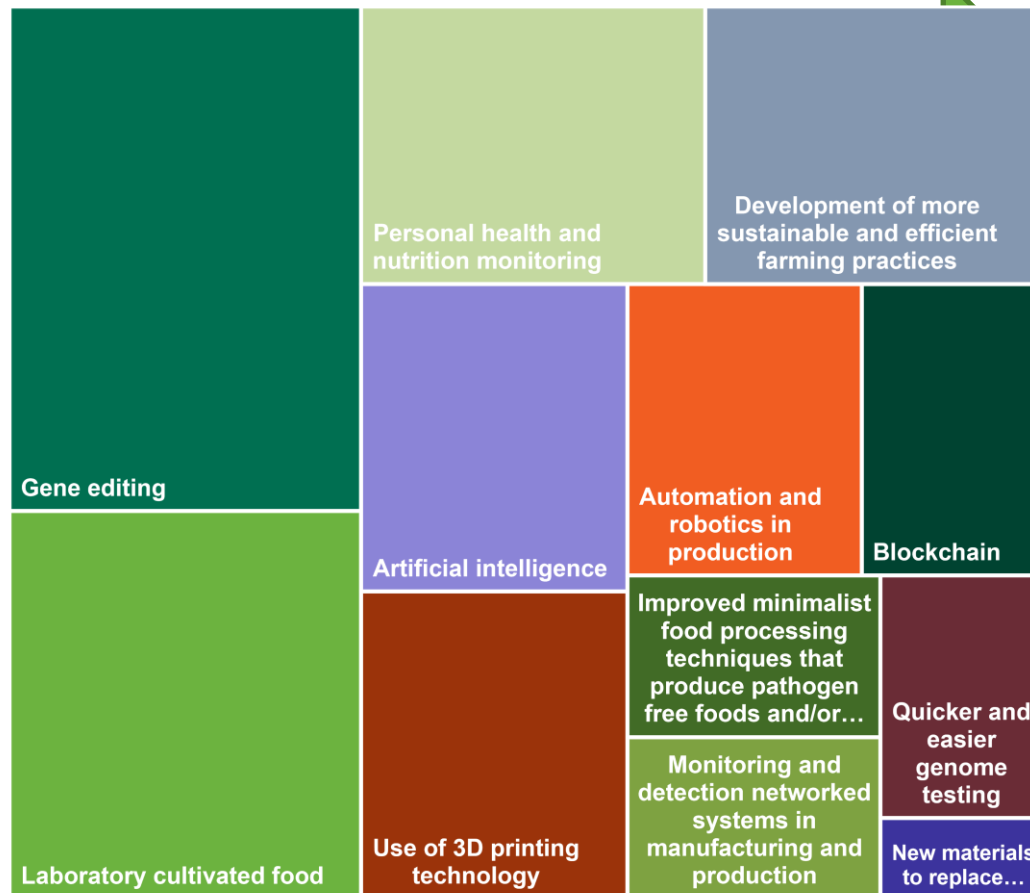 Gene editing
Laboratory cultivated food
Personal health and
nutrition monitoring
Development of more
sustainable and efficient
farming practices
Artificial intelligence
Use of 3D printing
technology
Automation and
robotics in
production
Blockchain
Improved minimalist
food processing
techniques that
produce pathogen
free foods and/or…
Monitoring and
detection networked
systems in
manufacturing and
production
Quicker and
easier
genome
testing
New materials
to replace…